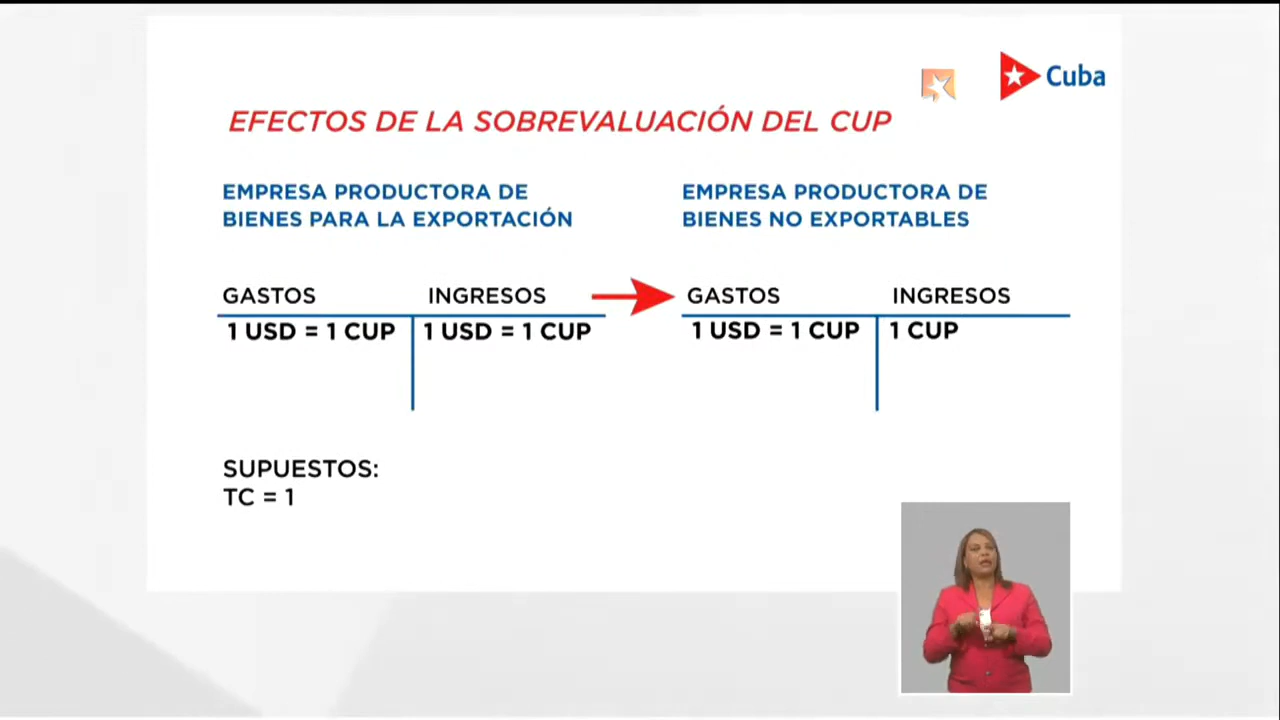 Cuba
EFECTOS DE LA SOBREVALUACIÓN DEL CUP
EMPRESA PRODUCTORA DE
BIENES PARA LA EXPORTACIÓN
GASTOS
INGRESOS
1 USD = 1 CUP
1 USD = 1 CUP
EMPRESA PRODUCTORA DE
BIENES NO EXPORTABLES
GASTOS
INGRESOS
1 USD = 1 CUP
1 CUP
SUPUESTOS:
TC = 1